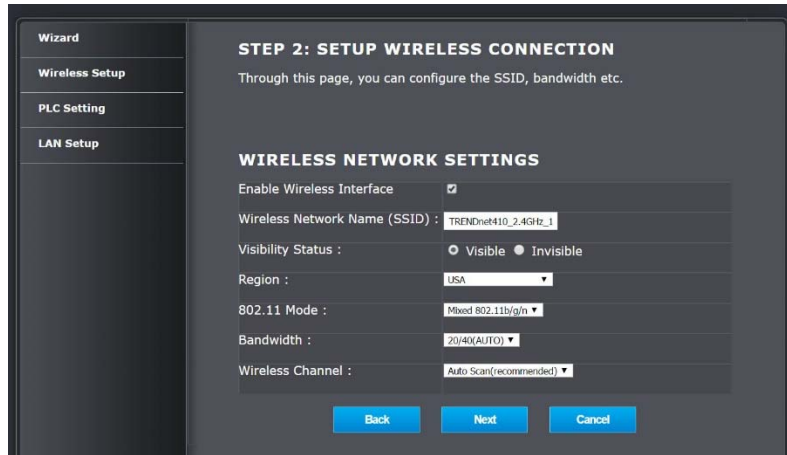 Wizard
Wireless Setup
PLC Setting
LAN Setup
STEP 2: SETUP WIRELESS CONNECTION
Through this page, you can configure the SSID, bandwidth etc.
WIRELESS NETWORK SETTINGS
Enable Wireless Interface
Wireless Network Name (SSID) : TRENDnet410_2.4GHz_1
Visibility Status : Visible Invisible
Region : USA
802.11 Mode : Mixed 802.11b/g/n
Bandwidth : 20/40(AUTO)
Wireless Channel : Auto Scan(recommended)
Back Next Cancel